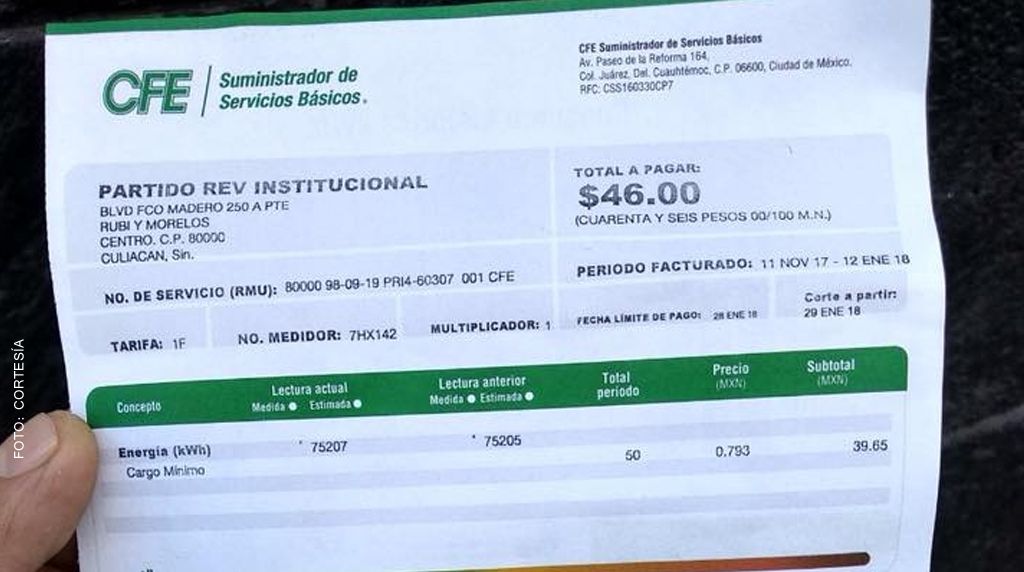 CFE
Suministrador de
Servicios Básicos.
CFE Suministrador de Servicios Básicos
Av. Paseo de la Reforma 164,
Col. Juárez, Del. Cuauhtémoc, C.P. 06600, Ciudad de México.
RFC: CSS160330CP7
PARTIDO REV INSTITUCIONAL
BLVD FCO MADERO 250 A PTE
RUBI Y MORELOS
CENTRO. C.P. 80000
CULIACAN, Sin.
TOTAL A PAGAR:
$46.00
(CUARENTA Y SEIS PESOS 00/100 M.N.)
NO. DE SERVICIO (RMU): 80000 98-09-19 PRI4-60307 001 CFE
PERIODO FACTURADO: 11 NOV 17 - 12 ENE 18
TARIFA: 1F
NO. MEDIDOR: 7HX142
MULTIPLICADOR: 1
FECHA LÍMITE DE PAGO: 28 ENE 18
Corte a partir:
29 ENE 18
Concepto
Lectura actual
Medida Estimada
Lectura anterior
Medida Estimada
Total
período
Precio
(MXN)
Subtotal
(MXN)
Energía (kWh) 75207 75205
Cargo Mínimo 50 0.793 39.65
FOTO: CORTESÍA